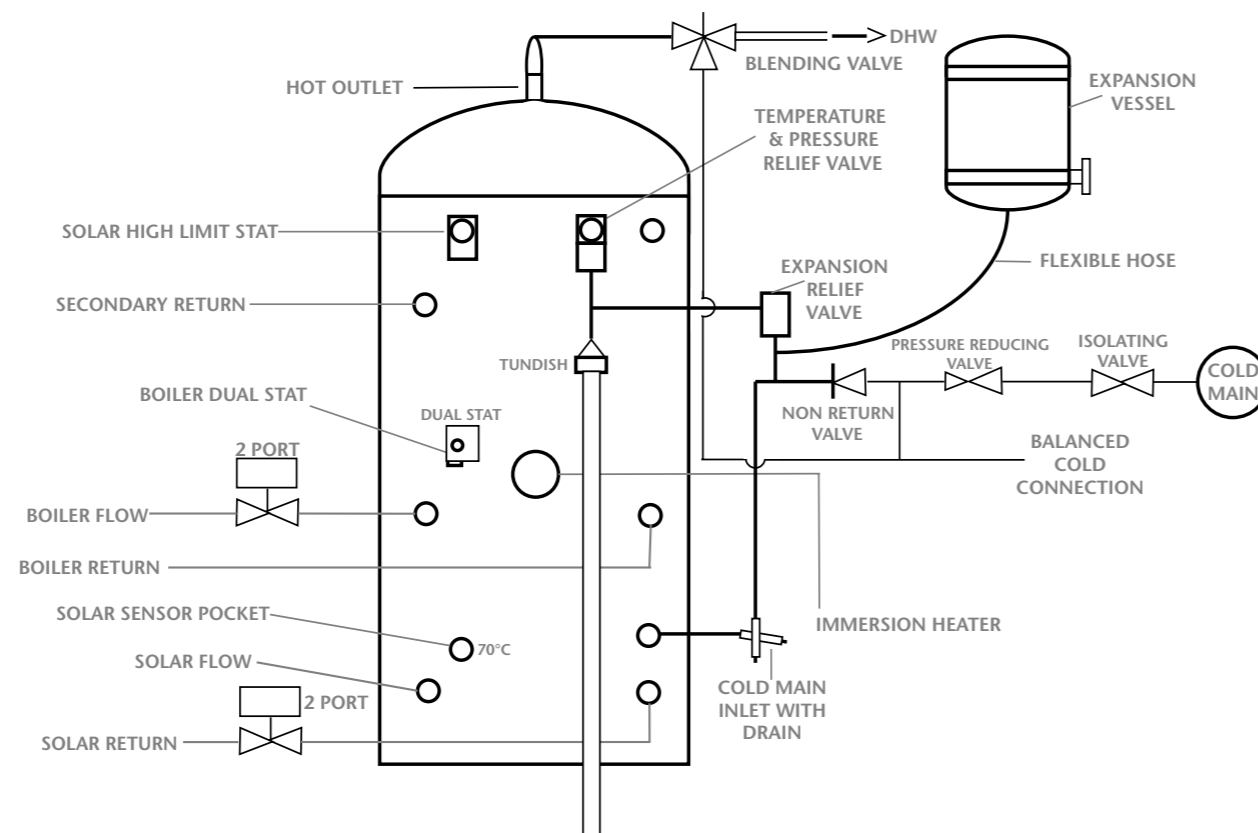 DHW
BLENDING VALVE
HOT OUTLET
EXPANSION
VESSEL
TEMPERATURE
& PRESSURE
RELIEF VALVE
SOLAR HIGH LIMIT STAT
EXPANSION
RELIEF
VALVE
FLEXIBLE HOSE
SECONDARY RETURN
PRESSURE REDUCING
VALVE
ISOLATING
VALVE
TUNDISH
COLD
MAIN
BOILER DUAL STAT
DUAL STAT
NON RETURN
VALVE
2 PORT
BALANCED
COLD
CONNECTION
BOILER FLOW
BOILER RETURN
SOLAR SENSOR POCKET
IMMERSION HEATER
70°C
SOLAR FLOW
COLD MAIN
INLET WITH
DRAIN
2 PORT
SOLAR RETURN